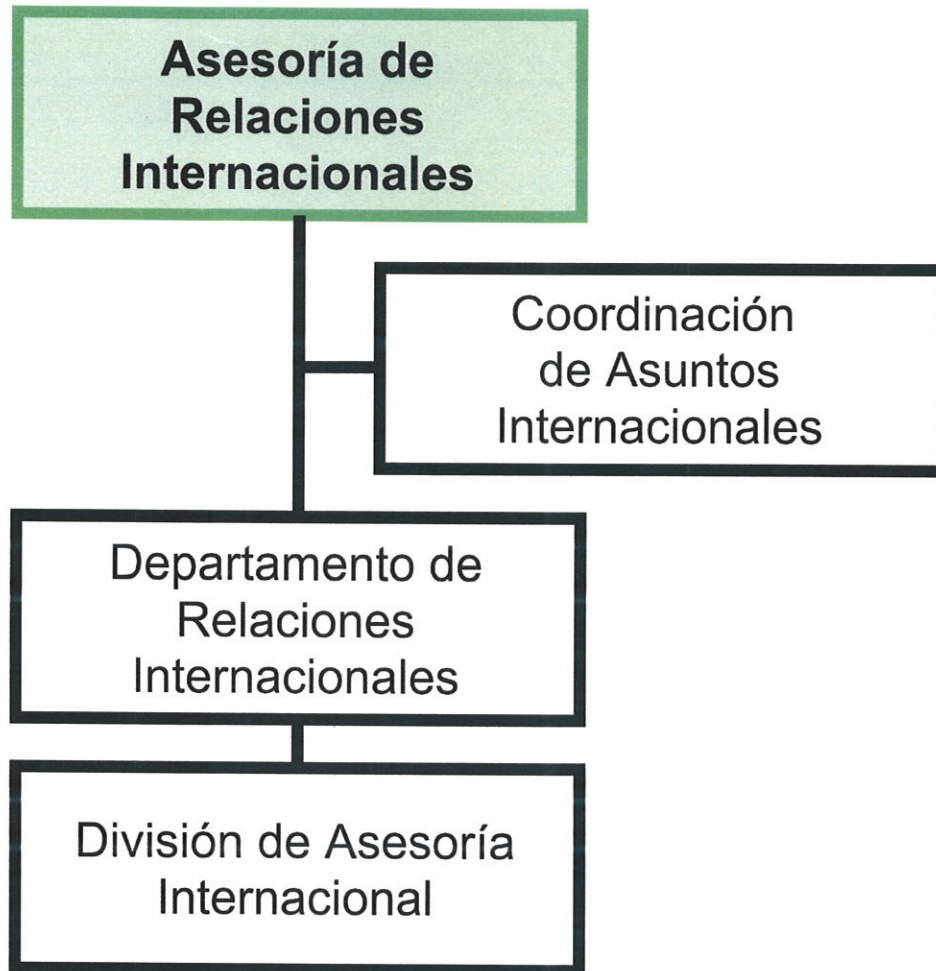 Asesoría de
Relaciones
Internacionales
Coordinación
de Asuntos
Internacionales
Departamento de
Relaciones
Internacionales
División de Asesoría
Internacional